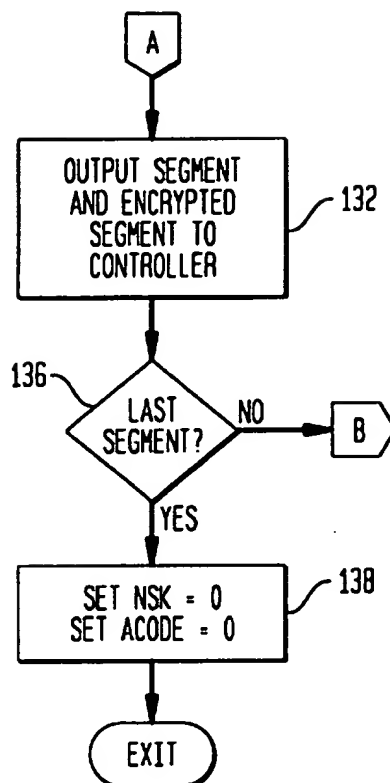 A
OUTPUT SEGMENT
AND ENCRYPTED
SEGMENT TO
CONTROLLER
132
136
LAST
SEGMENT?
NO
B
YES
SET NSK = 0
SET ACODE = 0
138
EXIT